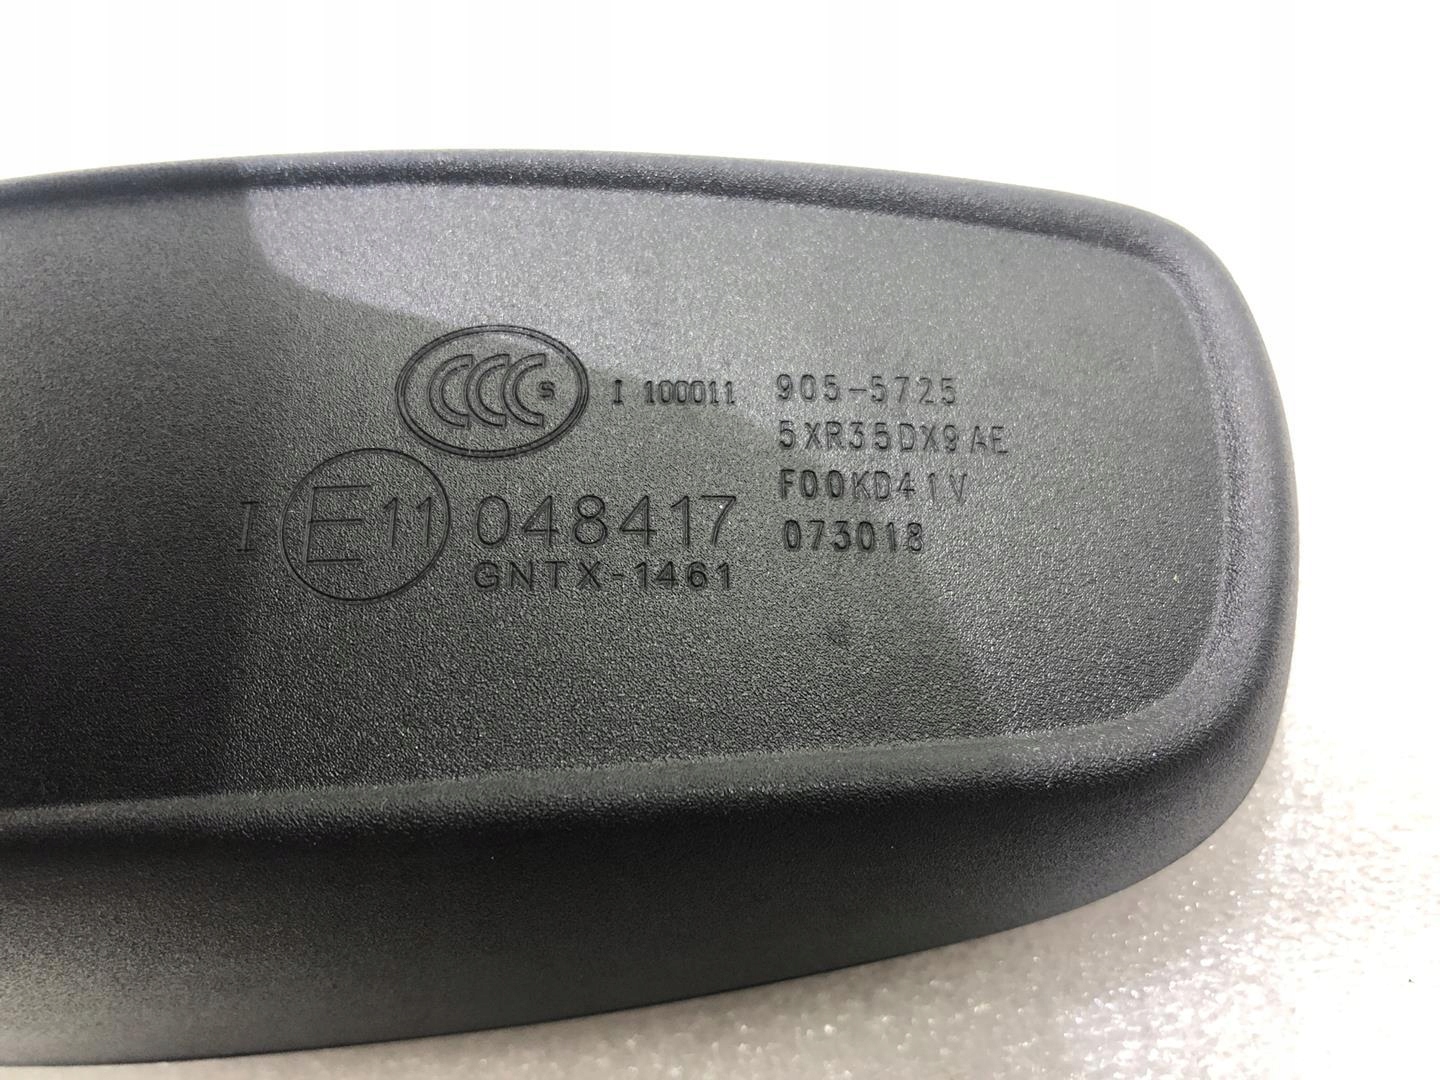 CCC S I 100011
I E11 048417
GNTX-1461
905-5725
5XR35DX9AE
F00KD41V
073018